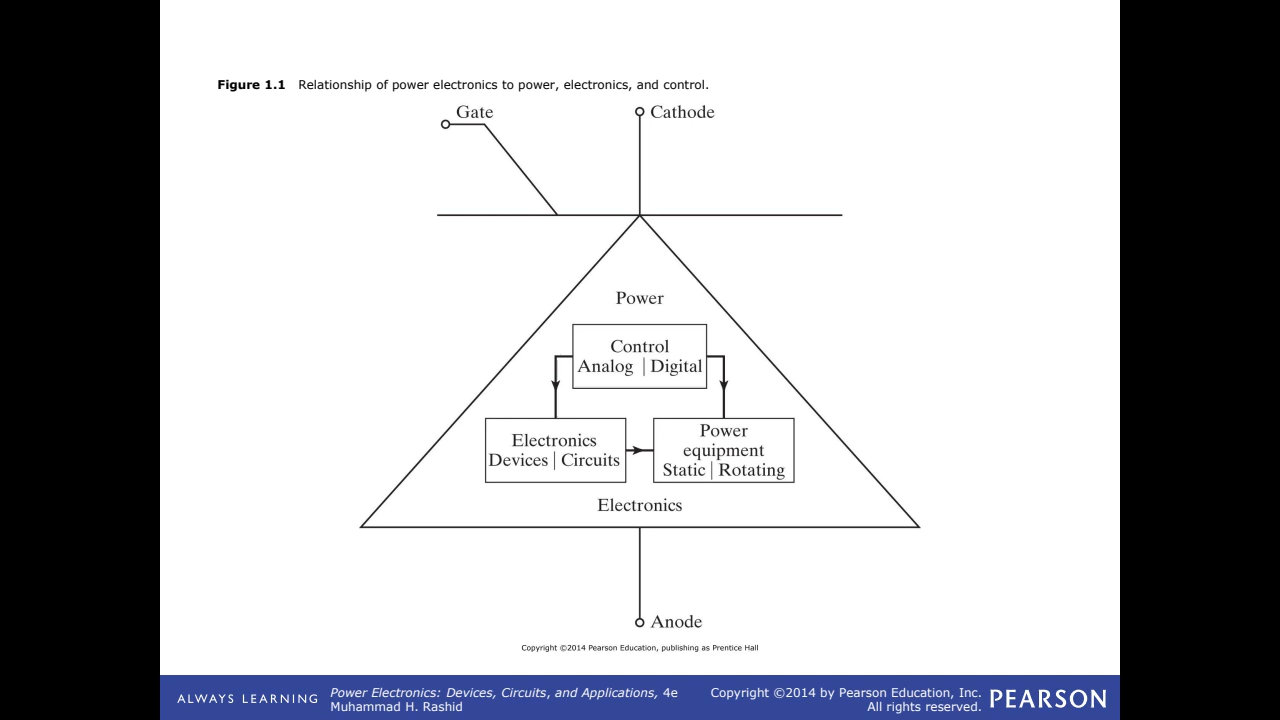 Figure 1.1 Relationship of power electronics to power, electronics, and control.
Gate
Cathode
Power
Control
Analog | Digital
Electronics
Devices | Circuits
Power
equipment
Static | Rotating
Electronics
Anode
Copyright ©2014 Pearson Education, publishing as Prentice Hall
ALWAYS LEARNING
Power Electronics: Devices, Circuits, and Applications, 4e
Muhammad H. Rashid
Copyright ©2014 by Pearson Education, Inc.
All rights reserved.
PEARSON